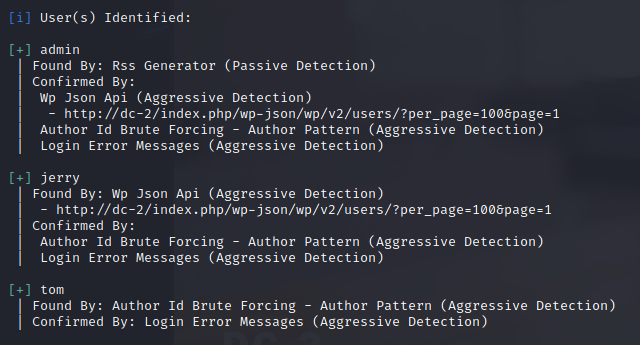 [i] User(s) Identified:
[+] admin
| Found By: Rss Generator (Passive Detection)
| Confirmed By:
|  Wp Json Api (Aggressive Detection)
|   - http://dc-2/index.php/wp-json/wp/v2/users/?per_page=100&page=1
|  Author Id Brute Forcing - Author Pattern (Aggressive Detection)
|  Login Error Messages (Aggressive Detection)
[+] jerry
| Found By: Wp Json Api (Aggressive Detection)
|  - http://dc-2/index.php/wp-json/wp/v2/users/?per_page=100&page=1
| Confirmed By:
|  Author Id Brute Forcing - Author Pattern (Aggressive Detection)
|  Login Error Messages (Aggressive Detection)
[+] tom
| Found By: Author Id Brute Forcing - Author Pattern (Aggressive Detection)
| Confirmed By: Login Error Messages (Aggressive Detection)